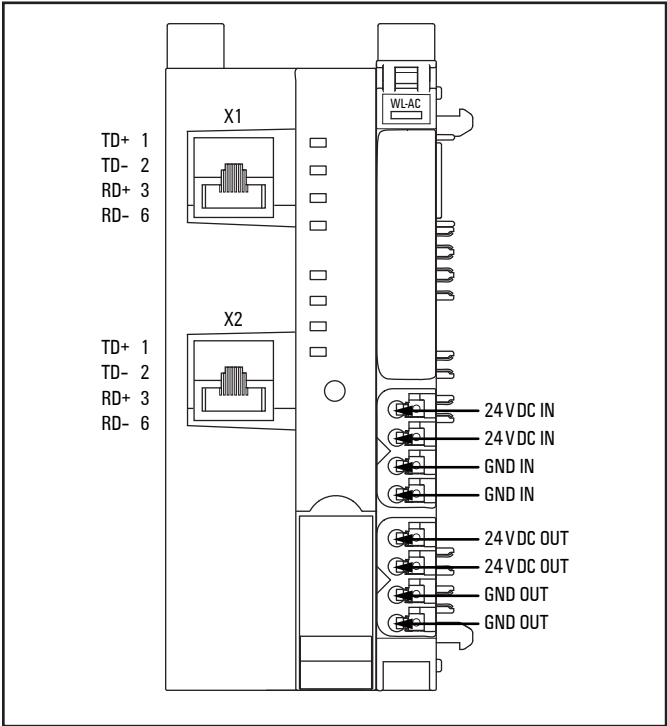 WL-AC
X1
TD+ 1
TD- 2
RD+ 3
RD- 6
X2
TD+ 1
TD- 2
RD+ 3
RD- 6
24 V DC IN
24 V DC IN
GND IN
GND IN
24 V DC OUT
24 V DC OUT
GND OUT
GND OUT